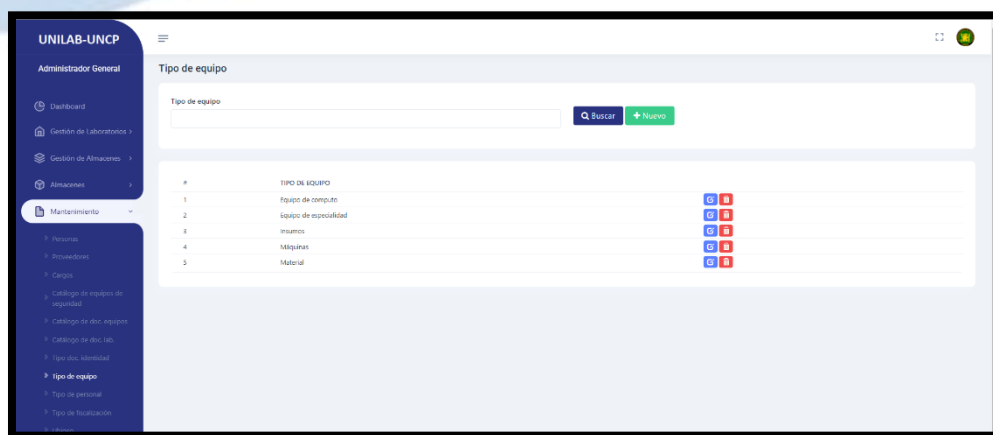 UNILAB-UNCP
Administrador General
Dashboard
Gestión de Laboratorios
Gestión de Almacenes
Almacenes
Mantenimiento
Personas
Proveedores
Cargos
Catálogo de equipos de
seguridad
Catálogo de doc. equipos
Catálogo de doc. lab.
Tipo doc. identidad
Tipo de equipo
Tipo de personal
Tipo de focalización
Ubigeo
Tipo de equipo
Tipo de equipo
Buscar
Nuevo
# TIPO DE EQUIPO
1 Equipo de computo
2 Equipo de especialidad
3 Insumos
4 Máquinas
5 Material